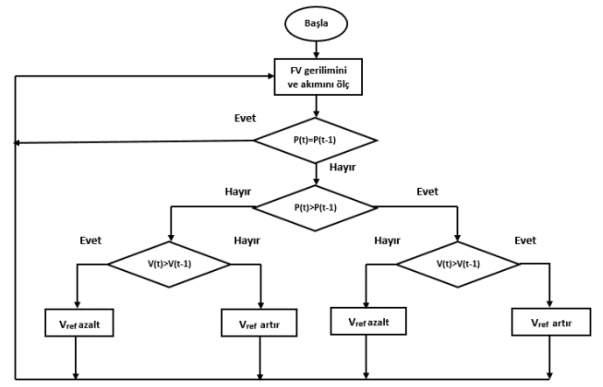 Başla
FV gerilimini
ve akımını ölç
Evet
P(t)=P(t-1)
Hayır
Hayır
Evet
P(t)>P(t-1)
Evet
Hayır
Hayır
Evet
V(t)>V(t-1)
V(t)>V(t-1)
Vref azalt
Vref artır
Vref azalt
Vref artır